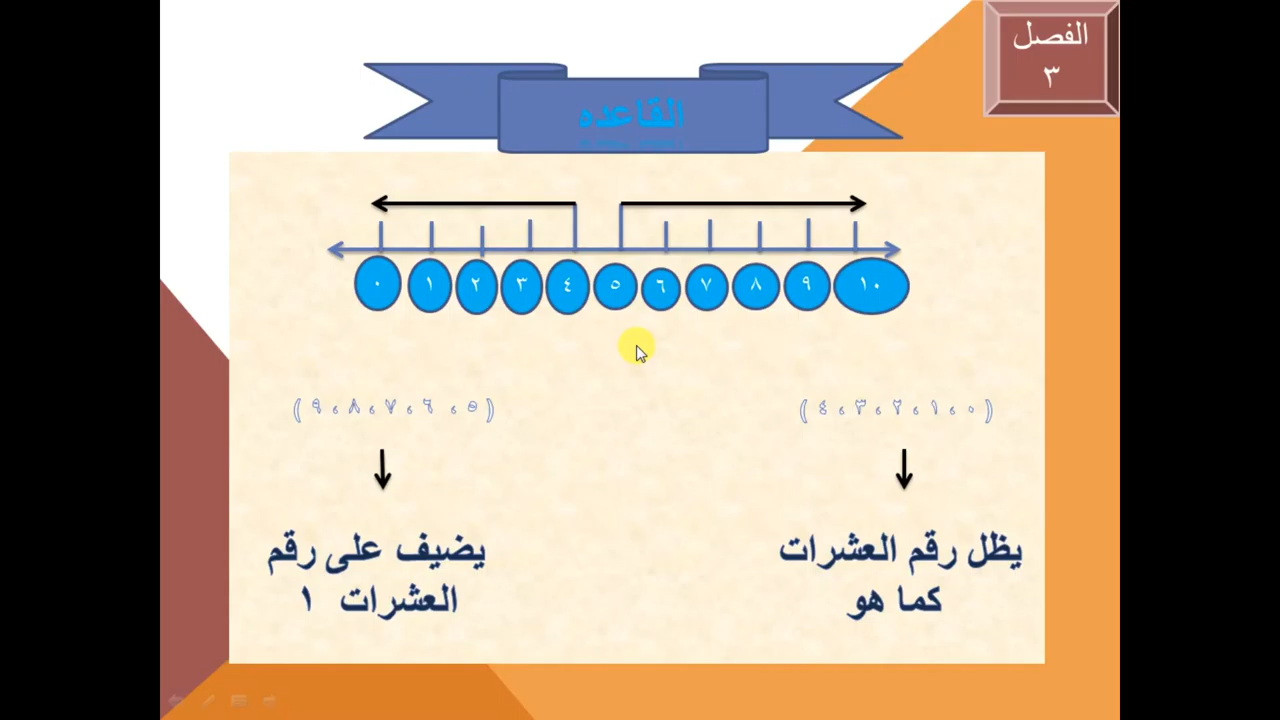 الفصل
٣
القاعده
٠ ١ ٢ ٣ ٤ ٥ ٦ ٧ ٨ ٩ ١٠
( ٠ ، ١ ، ٢ ، ٣ ، ٤ )
يظل رقم العشرات
كما هو
( ٥ ، ٦ ، ٧ ، ٨ ، ٩ )
يضيف على رقم
العشرات ١